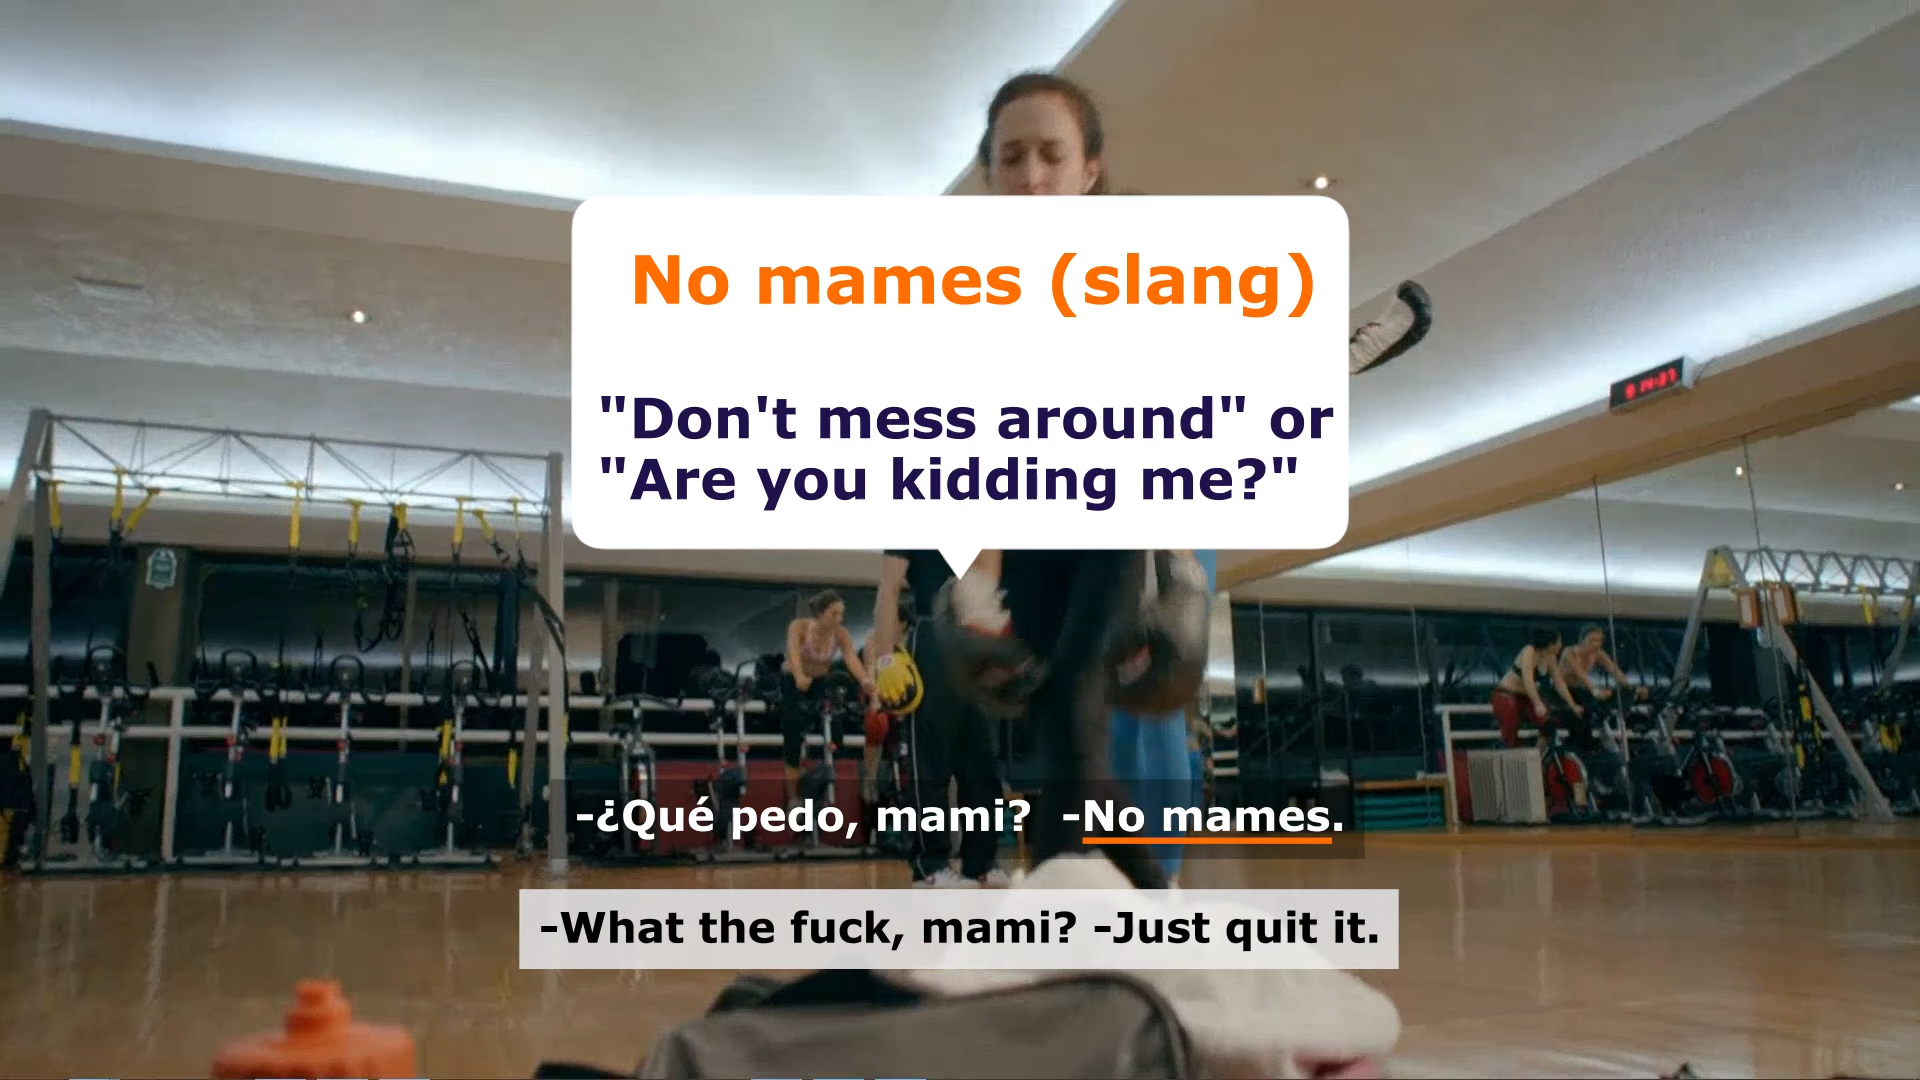 No mames (slang)
"Don't mess around" or
"Are you kidding me?"
-¿Qué pedo, mami?  -No mames.
-What the fuck, mami? -Just quit it.